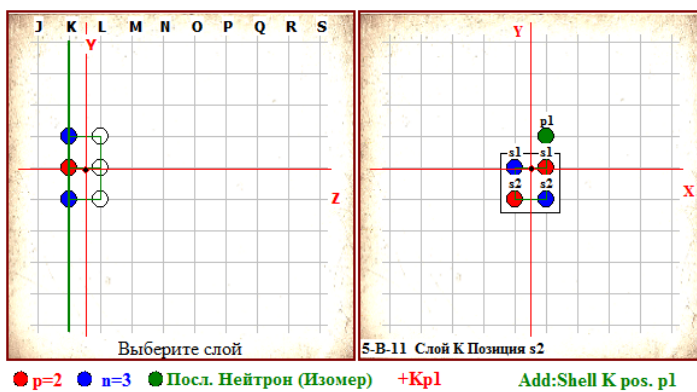 J K L M N O P Q R S
Y
Z
Выберите слой
Y
p1
s1 s1
s2 s2
X
5-B-11 Слой K Позиция s2
p=2 n=3 Посл. Нейтрон (Изомер) +Kp1 Add:Shell K pos. p1